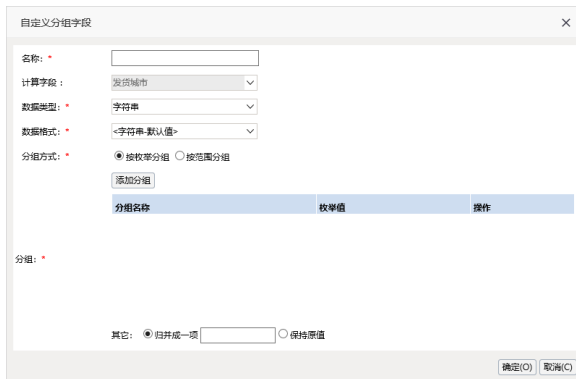 自定义分组字段
名称: *
计算字段 : 发货城市
数据类型: * 字符串
数据格式: * <字符串-默认值>
分组方式: * 按枚举分组 按范围分组
添加分组
分组名称 枚举值 操作
分组: *
其它: 归并成一项 保持原值
确定(O) 取消(C)